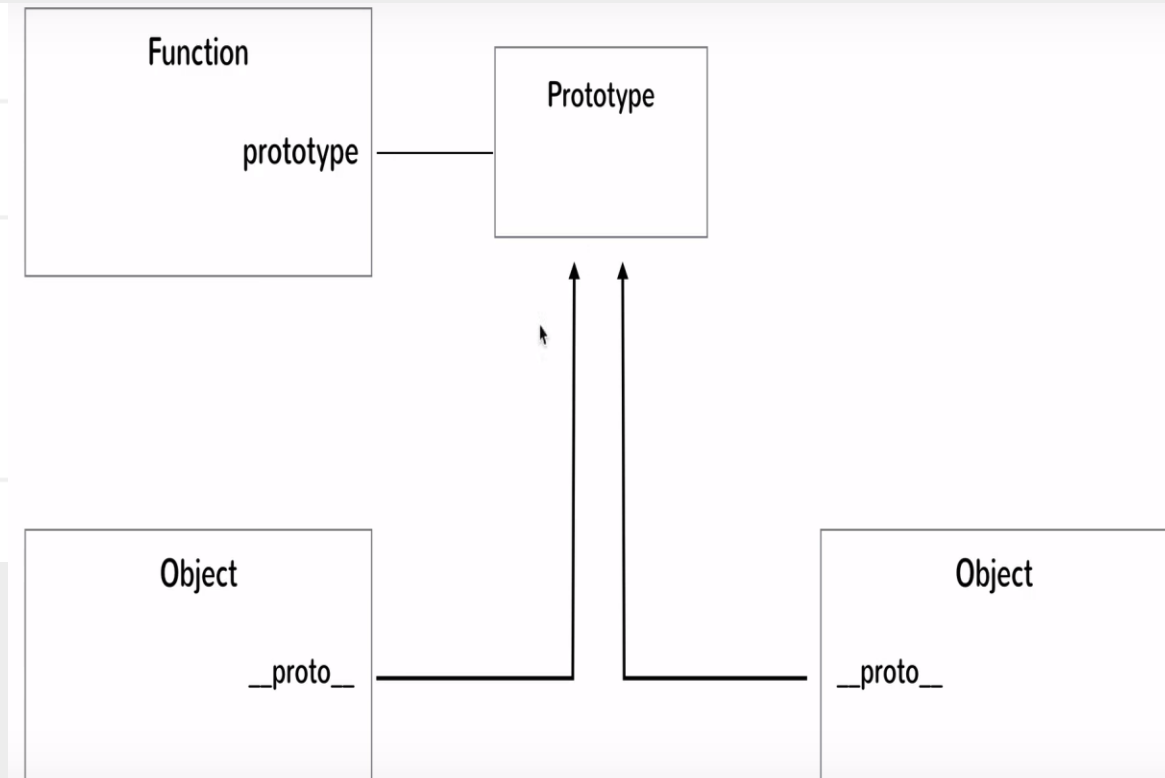 Function
prototype
Prototype
Object
__proto__
Object
__proto__